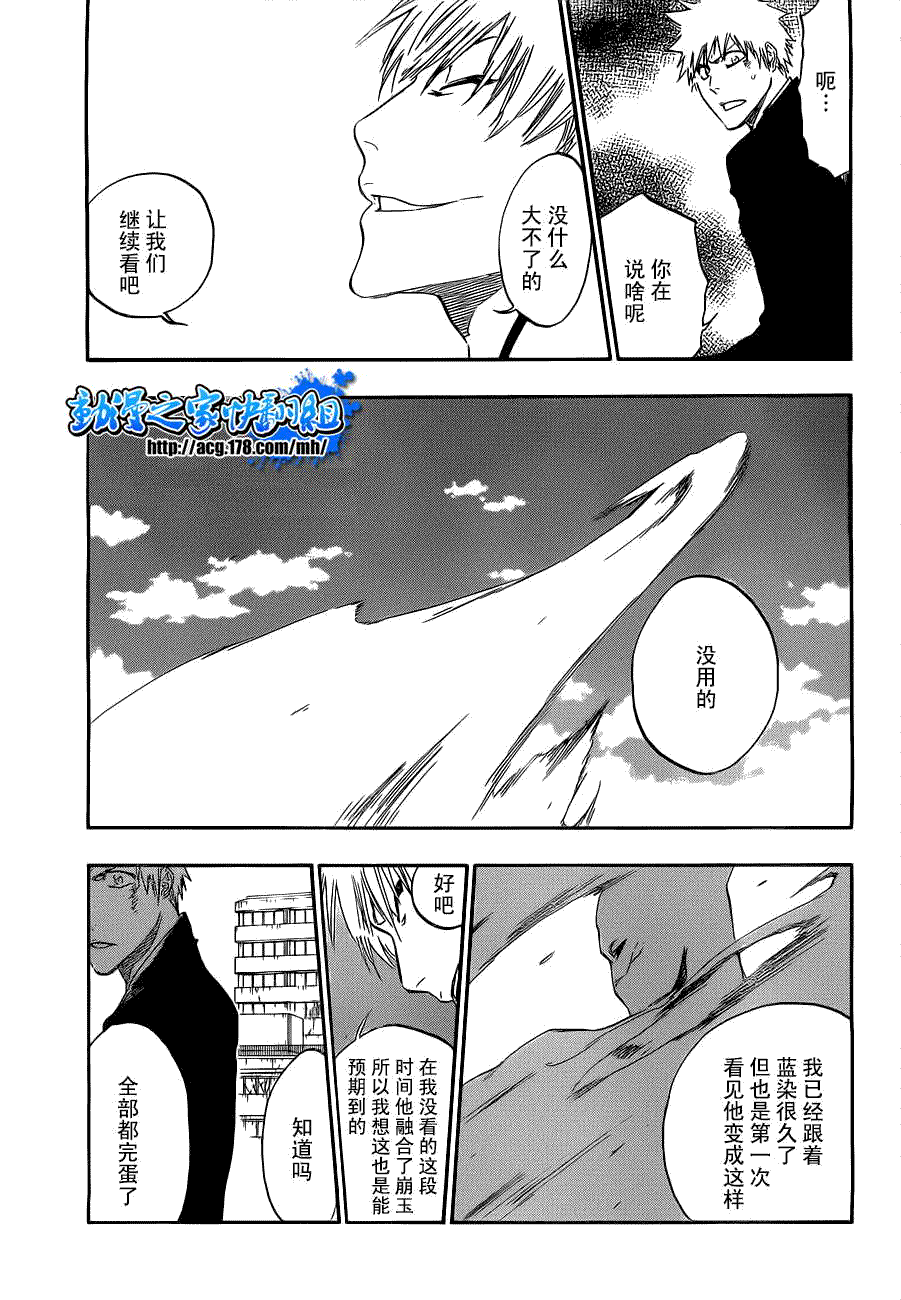 呃…
你在
说啥呢
没什么
大不了的
让我们
继续看吧
動漫之家快翻組
http://acg.178.com/mh/
没用的
我已经跟着
蓝染很久了
但也是第一次
看见他变成这样
好吧
在我没看的这段
时间他融合了崩玉
所以我想这也是能
预期到的
知道吗
全部都完蛋了